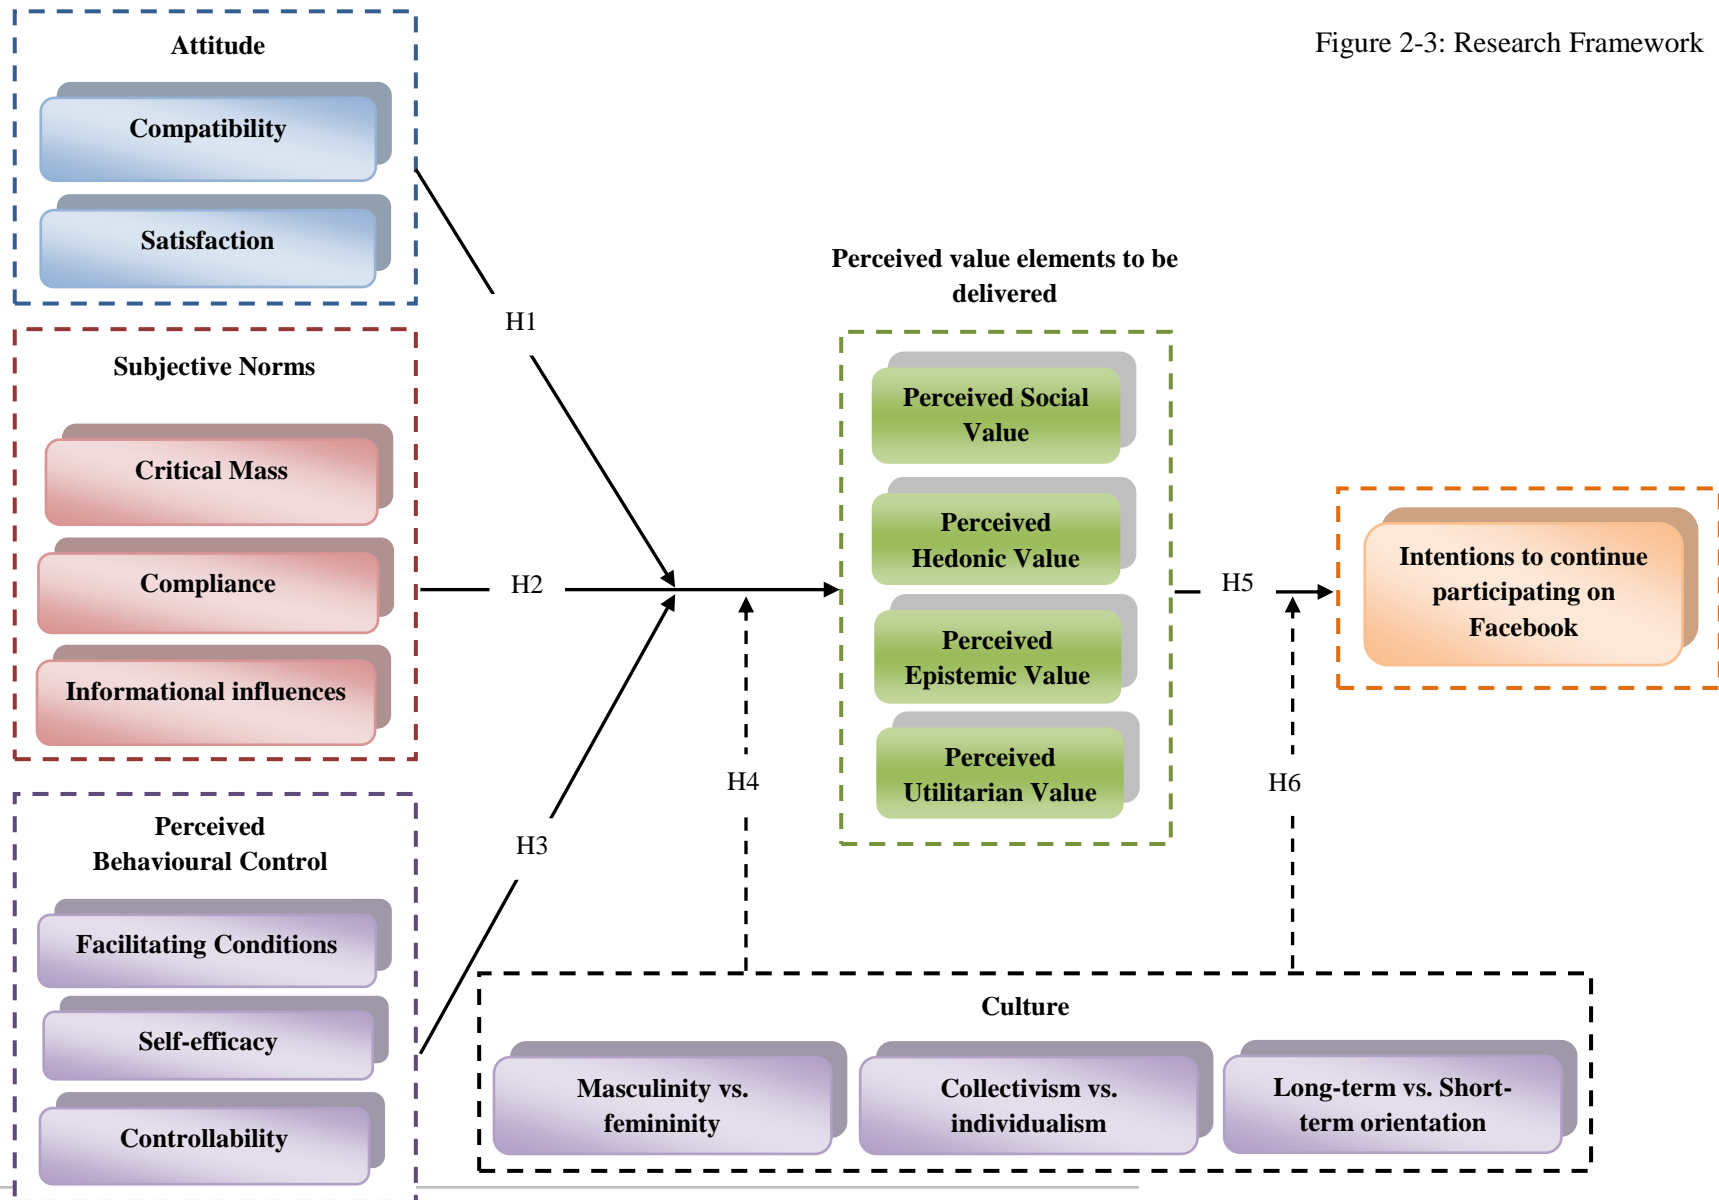 Figure 2-3: Research Framework
Attitude
Compatibility
Satisfaction
H1
Subjective Norms
Critical Mass
Compliance
Informational influences
H2
Perceived
Behavioural Control
Facilitating Conditions
Self-efficacy
Controllability
H3
H4
Perceived value elements to be
delivered
Perceived Social
Value
Perceived
Hedonic Value
Perceived
Epistemic Value
Perceived
Utilitarian Value
H5
H6
Intentions to continue
participating on
Facebook
Culture
Masculinity vs.
femininity
Collectivism vs.
individualism
Long-term vs. Short-
term orientation